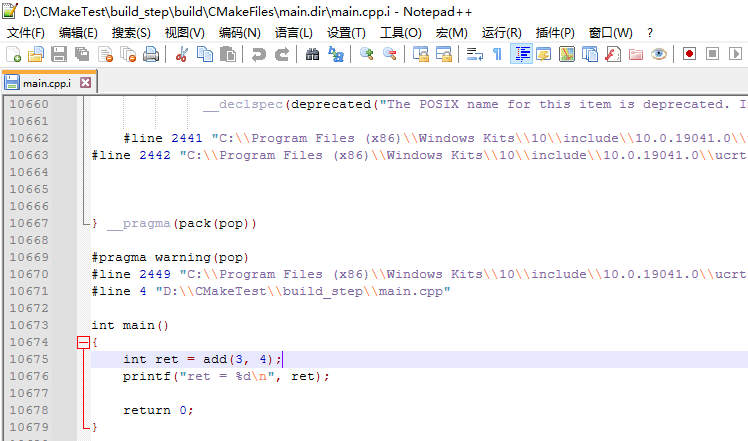 D:\CMakeTest\build_step\build\CMakeFiles\main.dir\main.cpp.i - Notepad++
文件(F) 编辑(E) 搜索(S) 视图(V) 编码(N) 语言(L) 设置(T) 工具(O) 宏(M) 运行(R) 插件(P) 窗口(W) ?
main.cpp.i
10660 __declspec(deprecated("The POSIX name for this item is deprecated. I
10661
10662 #line 2441 "C:\\Program Files (x86)\\Windows Kits\\10\\include\\10.0.19041.0\\
10663 #line 2442 "C:\\Program Files (x86)\\Windows Kits\\10\\include\\10.0.19041.0\\ucrt
10664
10665
10666
10667 } __pragma(pack(pop))
10668
10669 #pragma warning(pop)
10670 #line 2449 "C:\\Program Files (x86)\\Windows Kits\\10\\include\\10.0.19041.0\\ucrt
10671 #line 4 "D:\\CMakeTest\\build_step\\main.cpp"
10672
10673 int main()
10674 {
10675 int ret = add(3, 4);
10676 printf("ret = %d\n", ret);
10677
10678 return 0;
10679 }